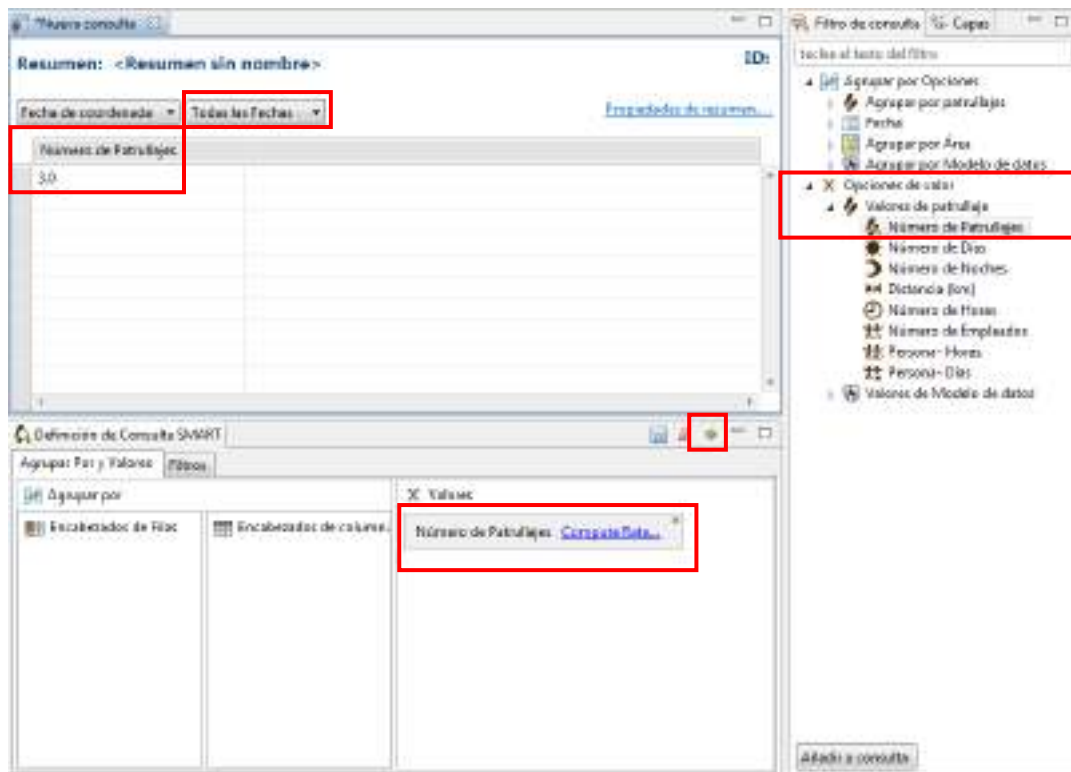 *Nueva consulta
Resumen: <Resumen sin nombre>
ID:
Fecha de coordenada
Todas las Fechas
Propiedades de resumen...
Número de Patrullajes
3.0
Definición de Consulta SMART
Agrupar Por y Valores
Filtros
Agrupar por
Valores
Encabezados de Filas
Encabezados de column...
Número de Patrullajes Compute Rate...
Filtro de consulta
Capas
teclee el texto del filtro
Agrupar por Opciones
Agrupar por patrullajes
Fecha
Agrupar por Área
Agrupar por Modelo de datos
Opciones de valor
Valores de patrullaje
Número de Patrullajes
Número de Días
Número de Noches
Distancia (km)
Número de Horas
Número de Empleados
Persona- Horas
Persona- Días
Valores de Modelo de datos
Añadir a consulta